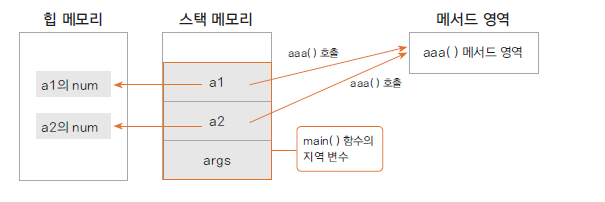 힙 메모리
스택 메모리
메서드 영역
aaa( ) 호출
aaa( ) 메서드 영역
a1의 num
a1
aaa( ) 호출
a2의 num
a2
main( ) 함수의
지역 변수
args